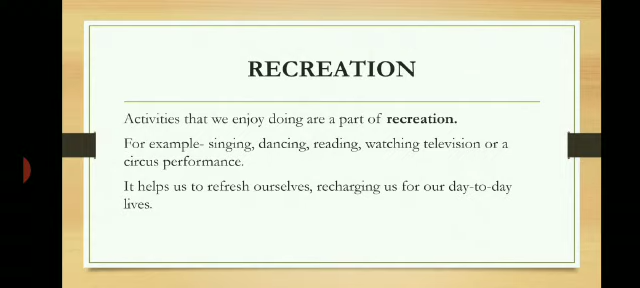 RECREATION
Activities that we enjoy doing are a part of recreation.
For example- singing, dancing, reading, watching television or a
circus performance.
It helps us to refresh ourselves, recharging us for our day-to-day
lives.